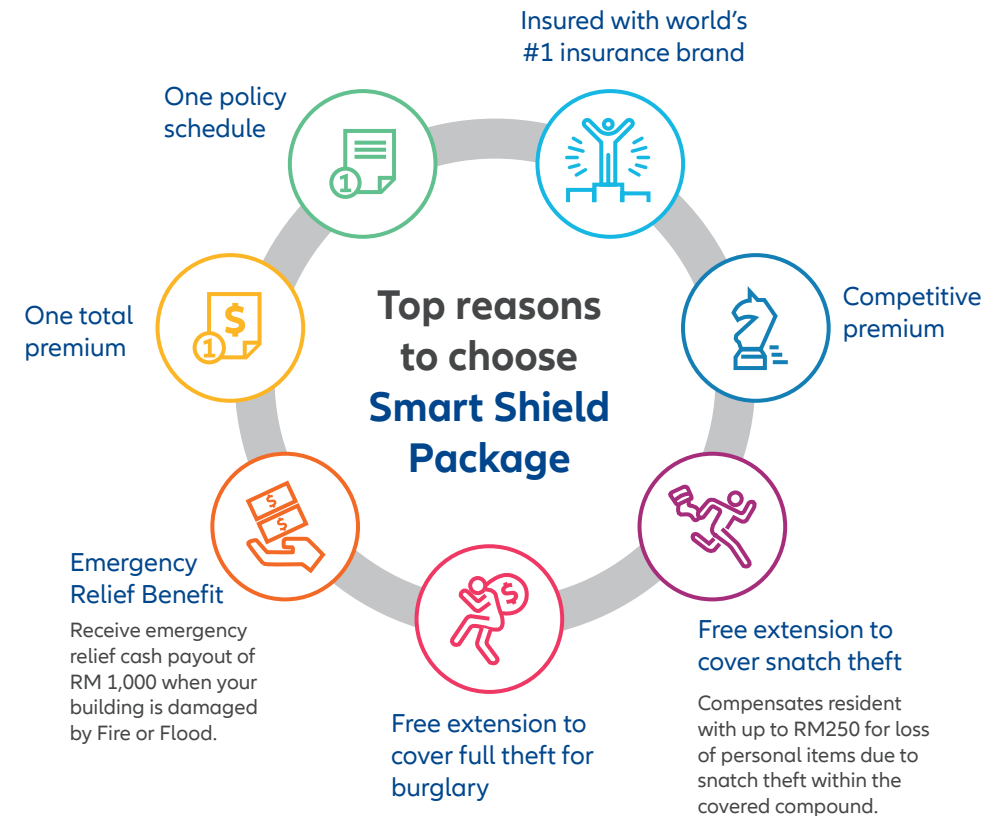 Insured with world's
#1 insurance brand
One policy
schedule
1
Top reasons
to choose
Smart Shield
Package
Competitive
premium
One total
premium
$
1
$
$
Emergency
Relief Benefit
Receive emergency
relief cash payout of
RM 1,000 when your
building is damaged
by Fire or Flood.
$
Free extension to
cover full theft for
burglary
Free extension to
cover snatch theft
Compensates resident
with up to RM250 for loss
of personal items due to
snatch theft within the
covered compound.